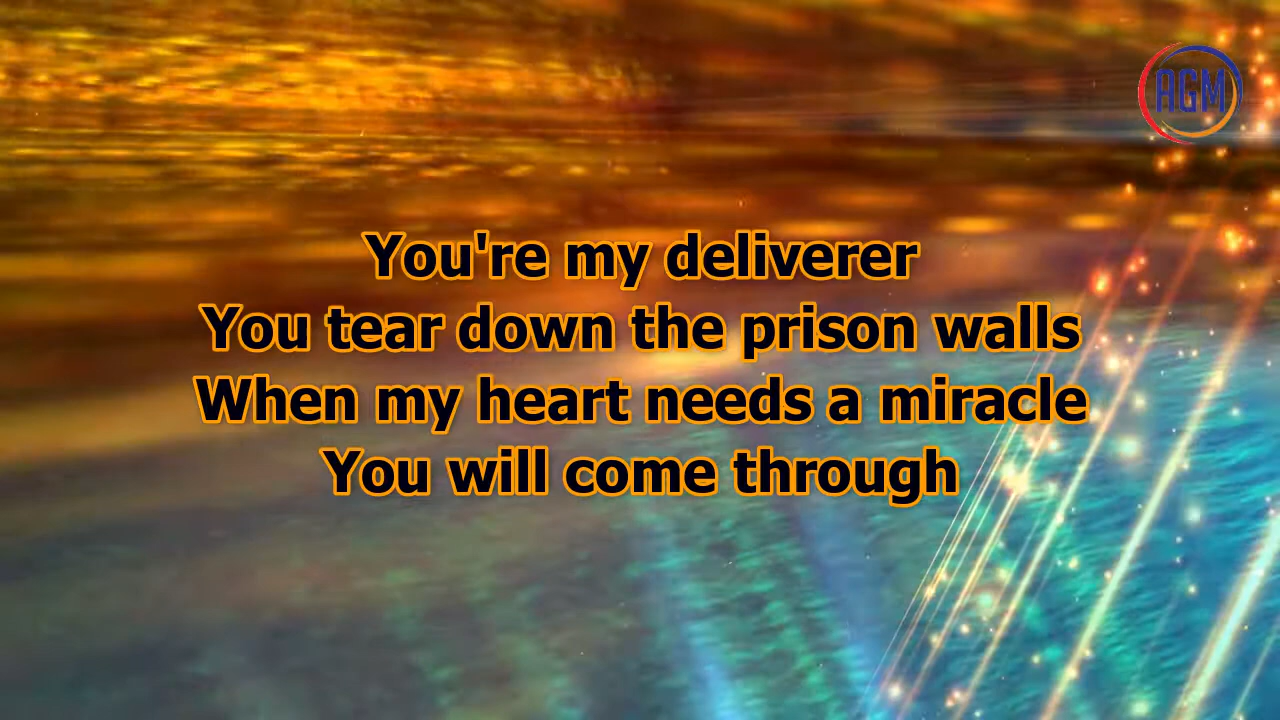 AGM
You're my deliverer
You tear down the prison walls
When my heart needs a miracle
You will come through